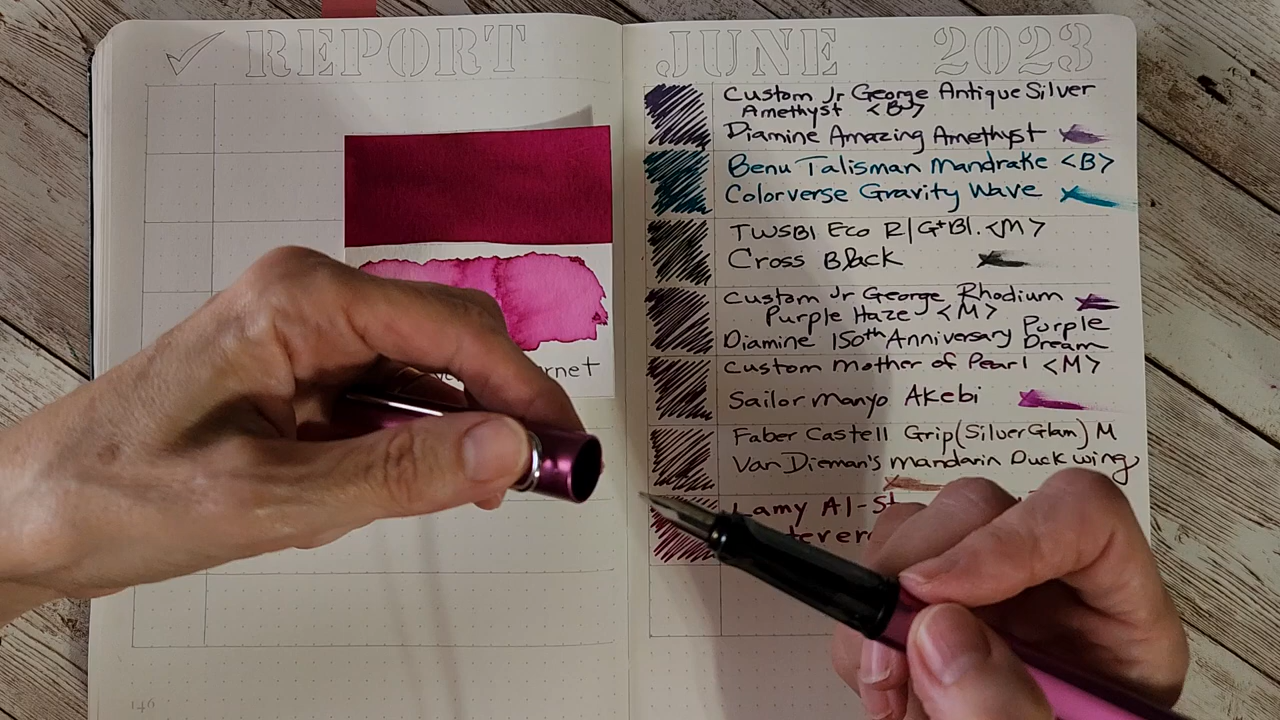 REPORT
JUNE 2023
Custom Jr George Antique Silver
Amethyst <B>
Diamine Amazing Amethyst
Benu Talisman Mandrake <B>
Colorverse Gravity Wave
TWSBI Eco R|G+Bl. <M>
Cross Black
Custom Jr George Rhodium
Purple Haze <M>
Diamine 150th Anniversary Purple
Dream
Custom Mother of Pearl <M>
Sailor Manyo Akebi
Faber Castell Grip (Silver Glam) M
Van Dieman's Mandarin Duck wing
Lamy Al-St
146